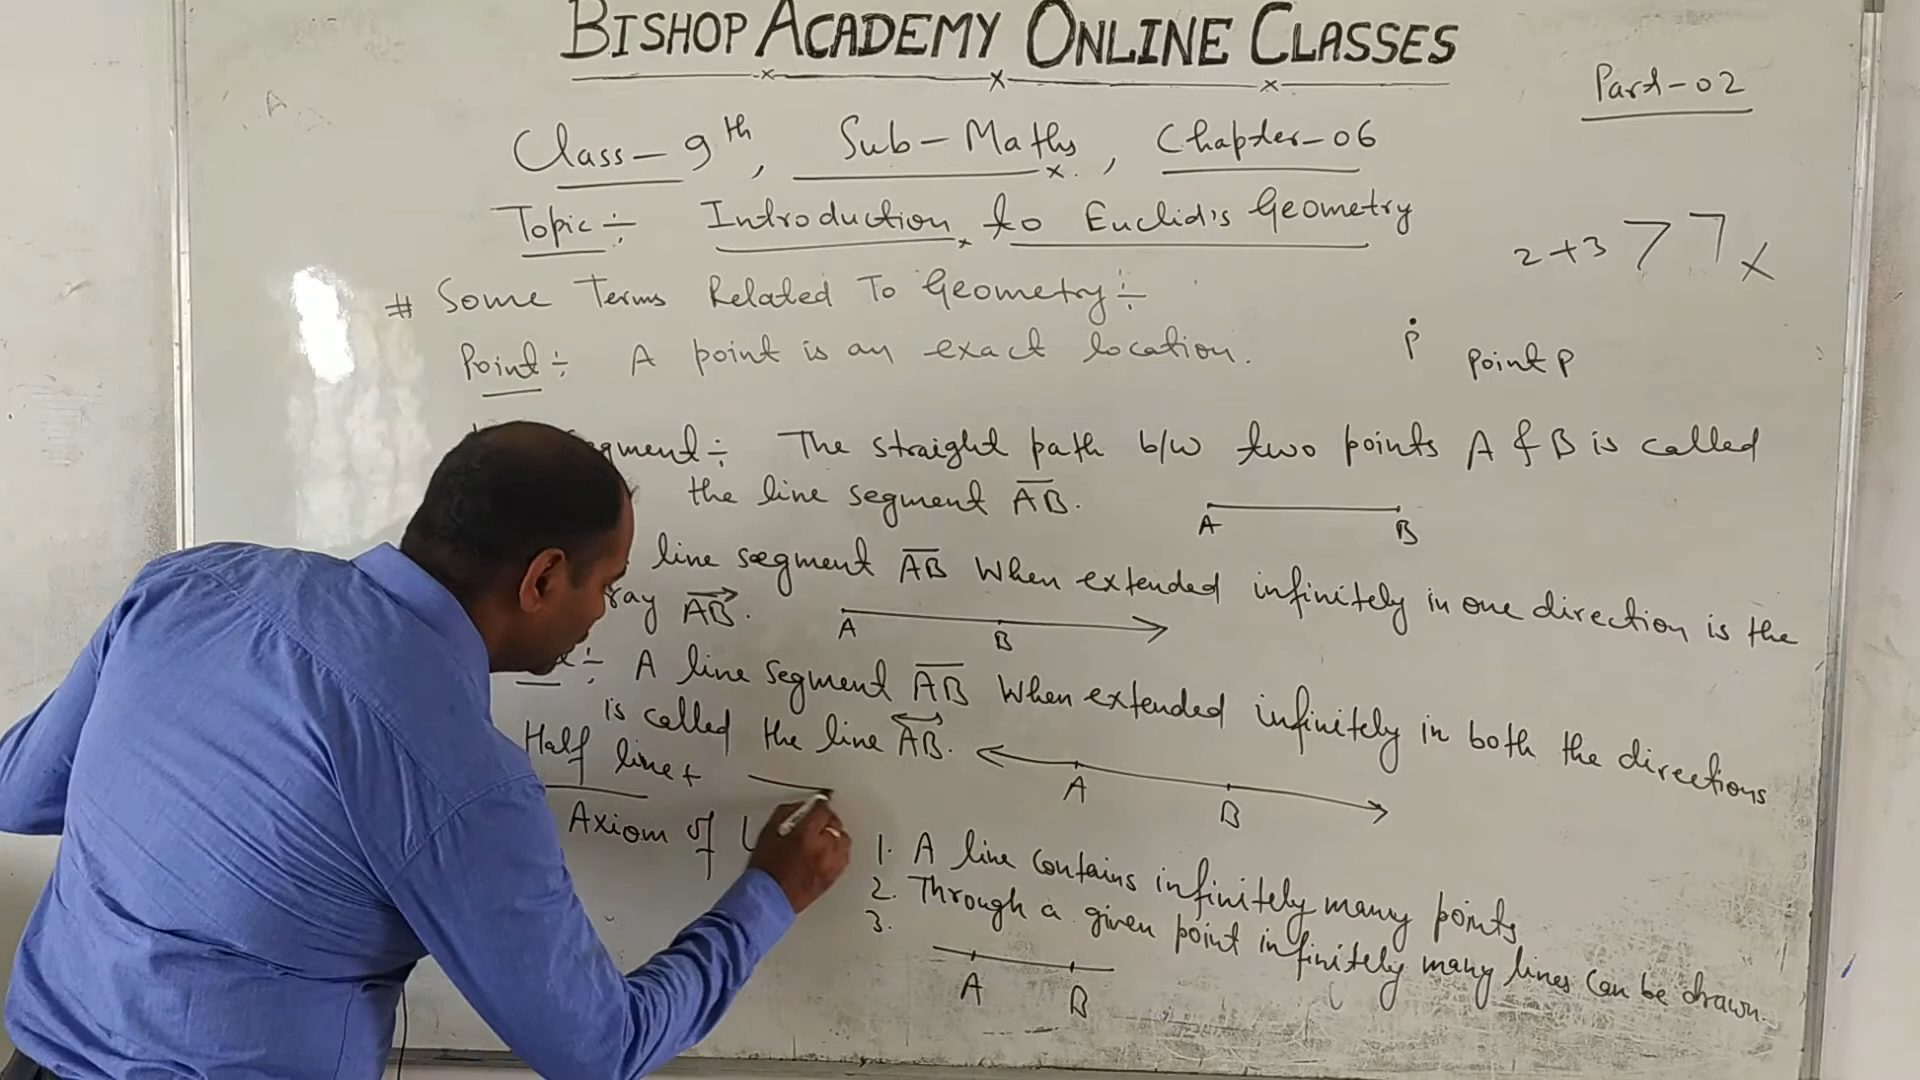 BISHOP ACADEMY ONLINE CLASSES
Part-02
Class-9th, Sub-Maths, Chapter-06
Topic÷ Introduction to Euclid's Geometry
2+3 7 7 x
# Some Terms Related To Geometry÷
Point÷ A point is an exact location.
P
point P
segment÷ The straight path b/w two points A & B is called
the line segment AB.
A B
line segment AB When extended infinitely in one direction is the
ray AB.
A B
A line segment AB When extended infinitely in both the directions
is called the line AB.
A B
Half line÷
Axiom of
1. A line contains infinitely many points
2. Through a given point infinitely many lines can be drawn.
3.
A B